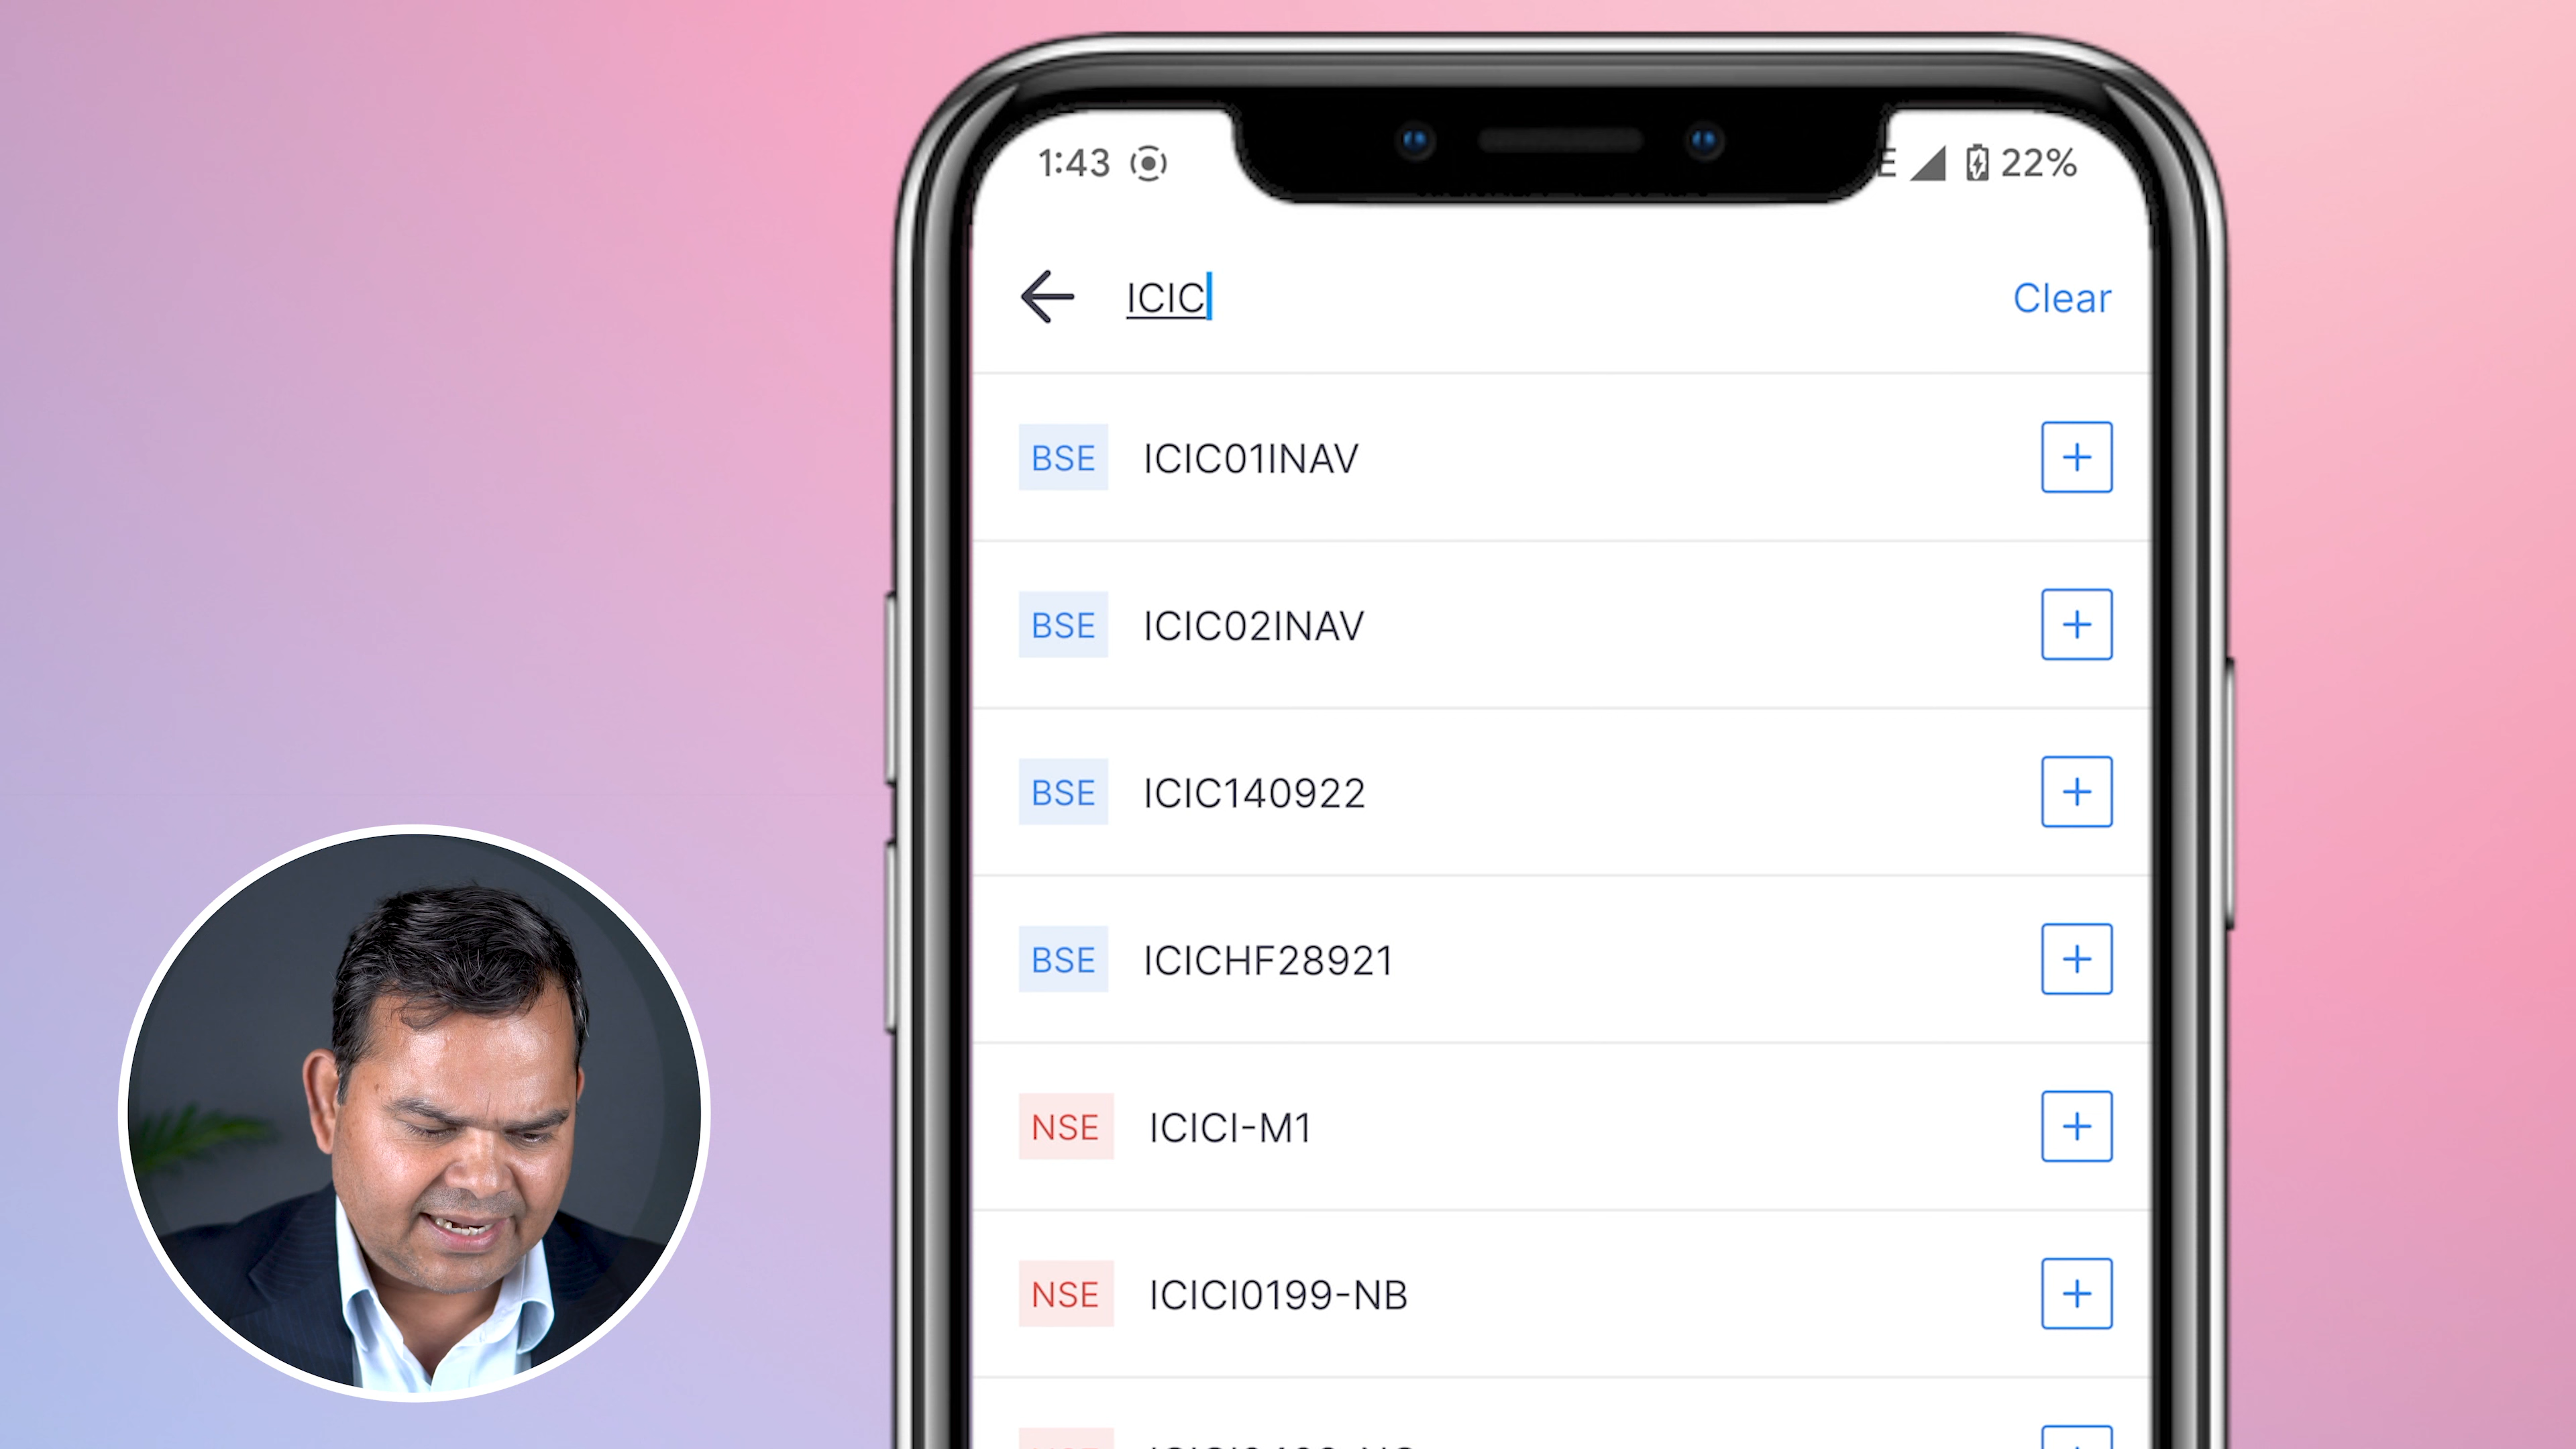 1:43 E 22%
ICIC Clear
BSE ICIC01INAV
BSE ICIC02INAV
BSE ICIC140922
BSE ICICHF28921
NSE ICICI-M1
NSE ICICI0199-NB